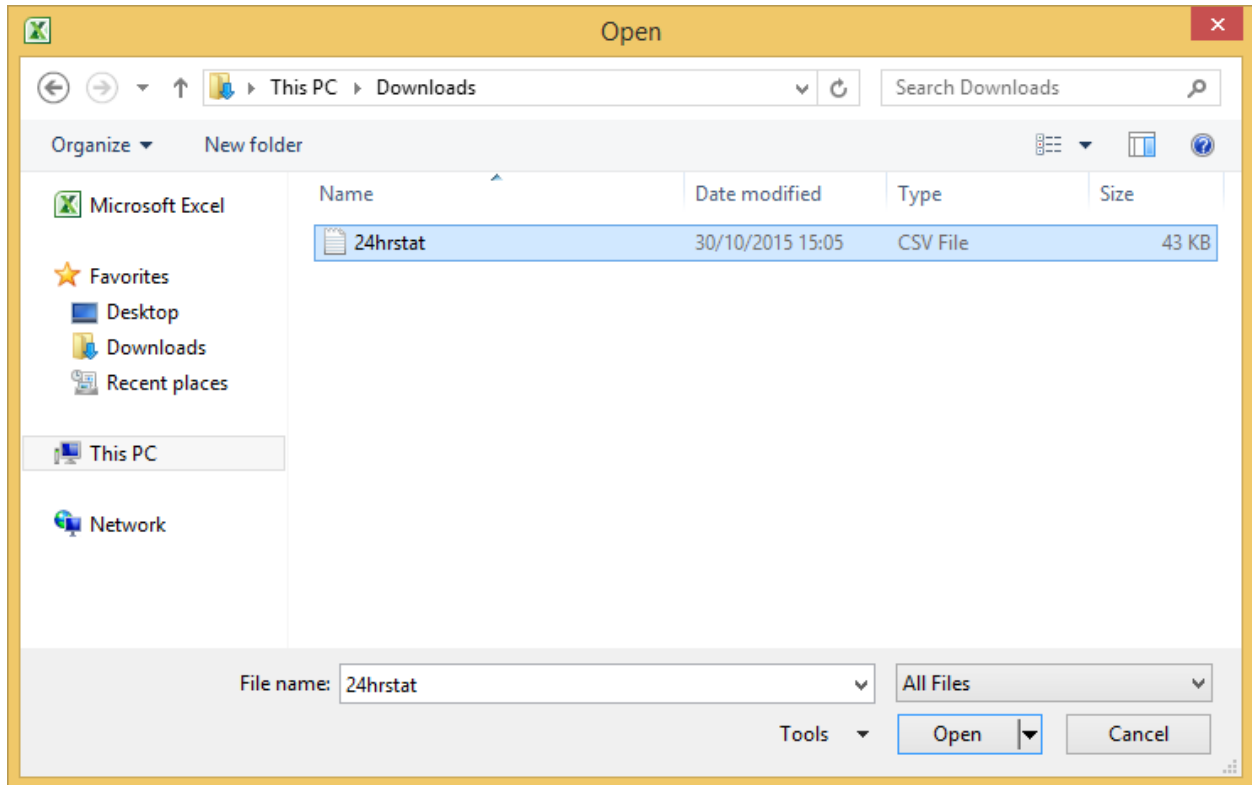 Open
This PC Downloads Search Downloads
Organize New folder
Microsoft Excel
Favorites
Desktop
Downloads
Recent places
This PC
Network
Name Date modified Type Size
24hrstat 30/10/2015 15:05 CSV File 43 KB
File name: 24hrstat All Files
Tools Open Cancel